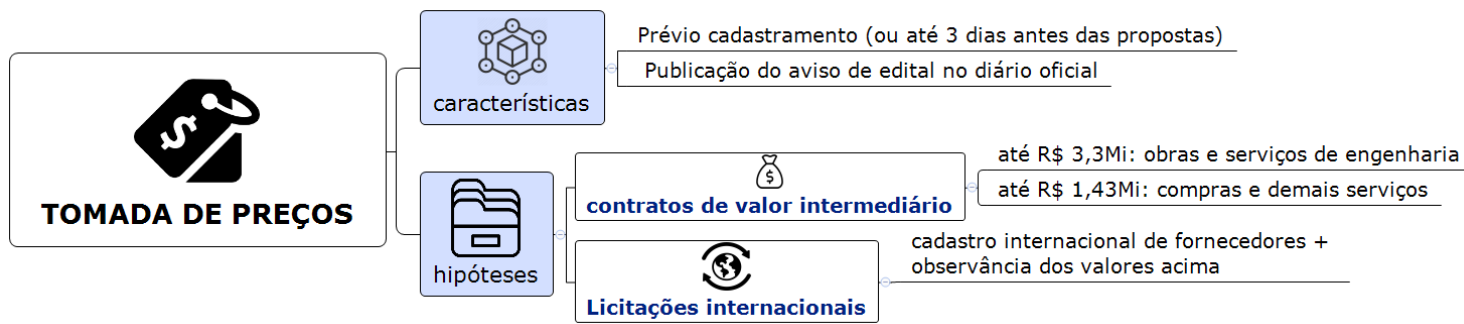 TOMADA DE PREÇOS
características
Prévio cadastramento (ou até 3 dias antes das propostas)
Publicação do aviso de edital no diário oficial
hipóteses
contratos de valor intermediário
até R$ 3,3Mi: obras e serviços de engenharia
até R$ 1,43Mi: compras e demais serviços
Licitações internacionais
cadastro internacional de fornecedores +
observância dos valores acima